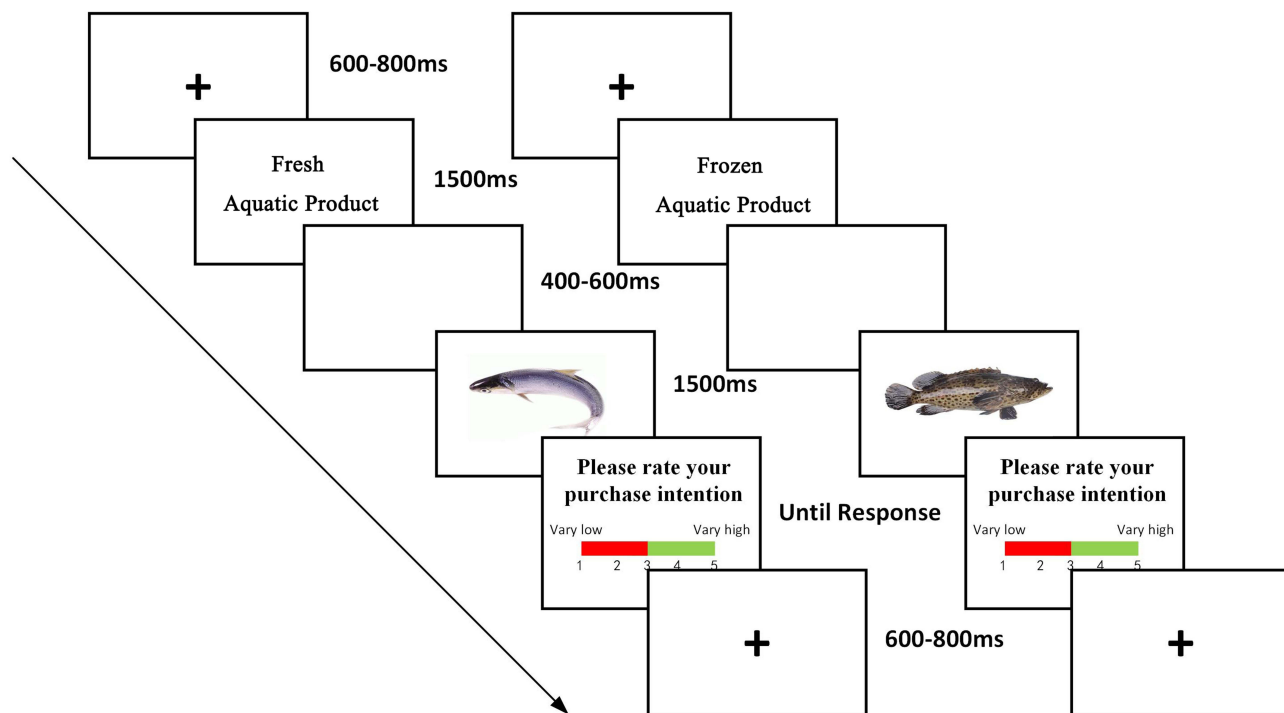 +
600-800ms
+
Fresh
Aquatic Product
1500ms
Frozen
Aquatic Product
400-600ms
1500ms
Please rate your
purchase intention
Vary low Vary high
1 2 3 4 5
Until Response
Please rate your
purchase intention
Vary low Vary high
1 2 3 4 5
+
600-800ms
+